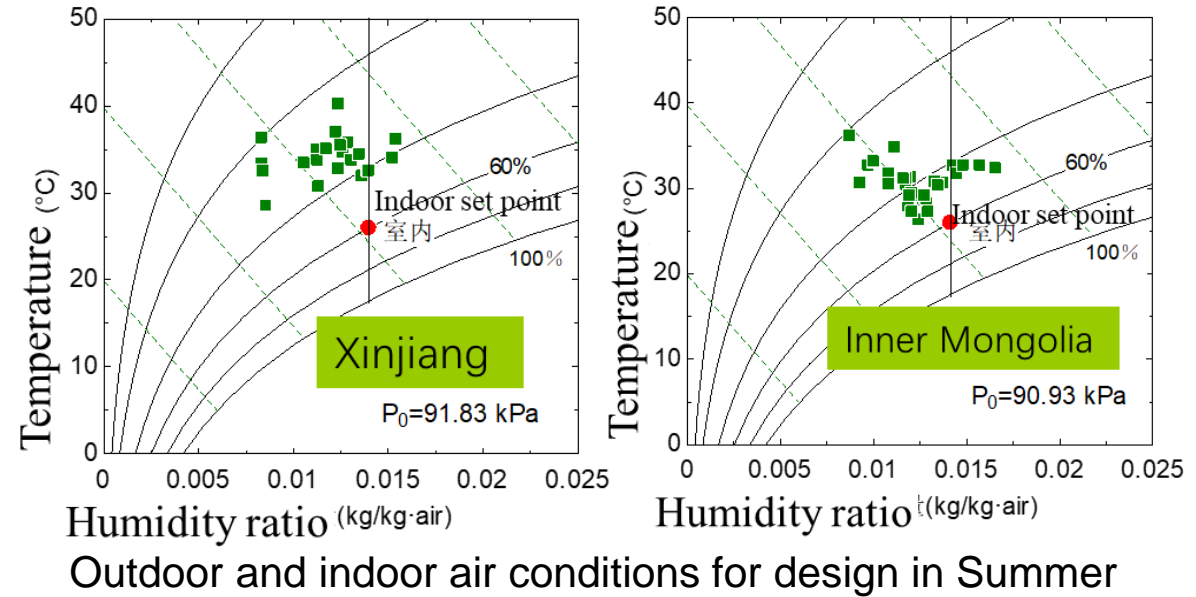 50
40
30
20
10
0
Temperature (°C)
60%
Indoor set point
室内
100%
Xinjiang
P0=91.83 kPa
0 0.005 0.01 0.015 0.02 0.025
Humidity ratio (kg/kg·air)
50
40
30
20
10
0
Temperature (°C)
60%
Indoor set point
室内
100%
Inner Mongolia
P0=90.93 kPa
0 0.005 0.01 0.015 0.02 0.025
Humidity ratio (kg/kg·air)
Outdoor and indoor air conditions for design in Summer